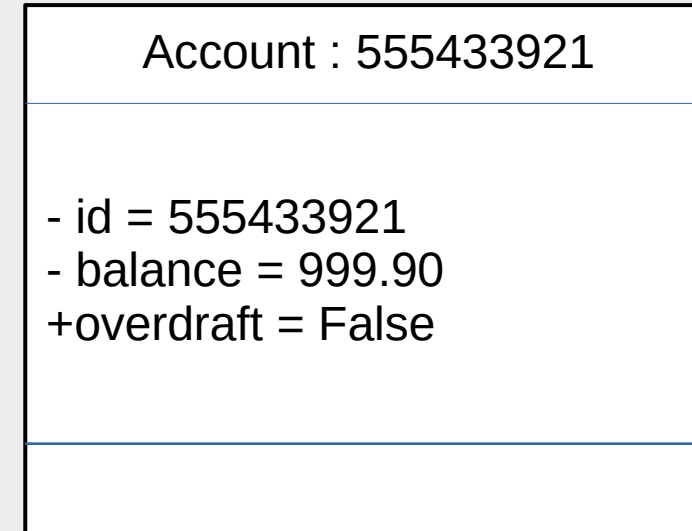 Account : 555433921
- id = 555433921
- balance = 999.90
+overdraft = False